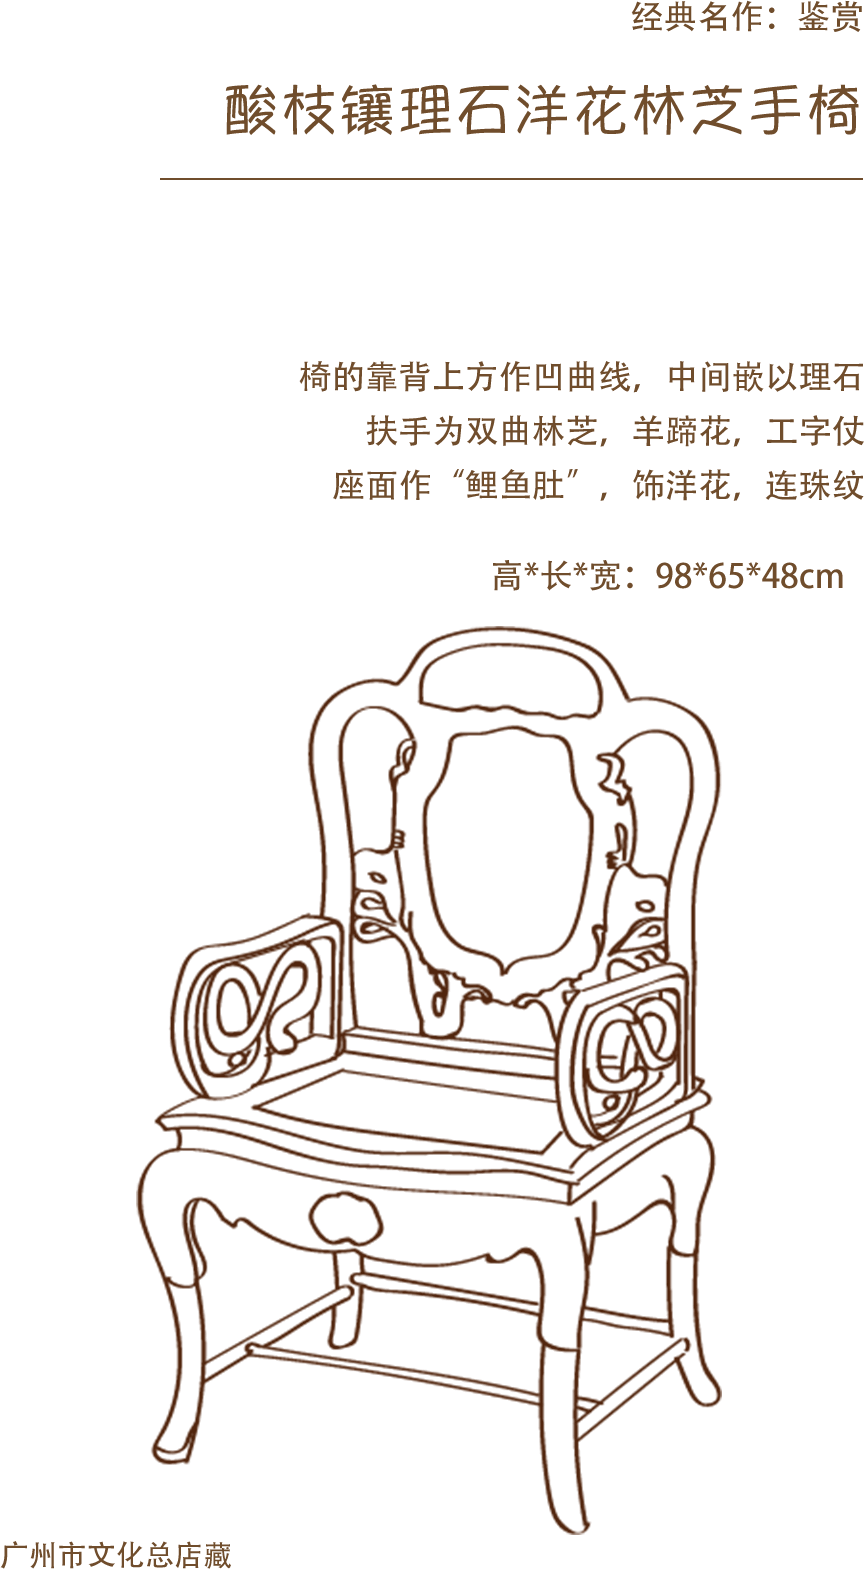 经典名作：鉴赏
酸枝镶理石洋花林芝手椅
椅的靠背上方作凹曲线，中间嵌以理石
扶手为双曲林芝，羊蹄花，工字仗
座面作“鲤鱼肚”，饰洋花，连珠纹
高*长*宽：98*65*48cm
广州市文化总店藏